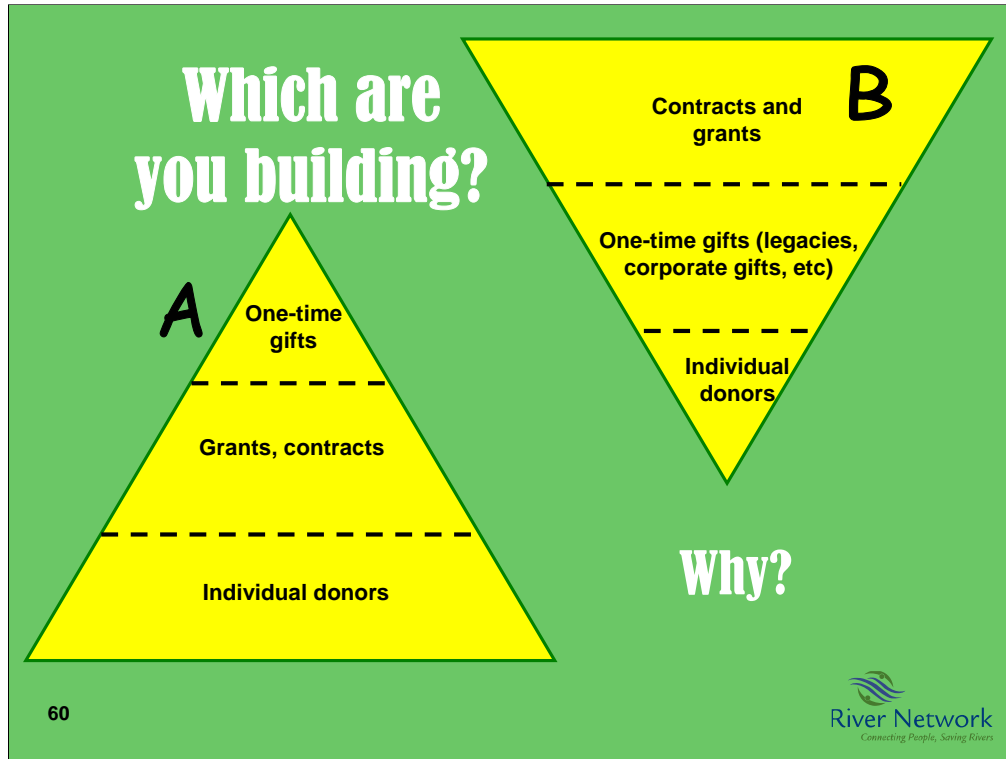 Which are
you building?
B
Contracts and
grants
One-time gifts (legacies,
corporate gifts, etc)
Individual
donors
A
One-time
gifts
Grants, contracts
Individual donors
Why?
60
River Network
Connecting People, Saving Rivers